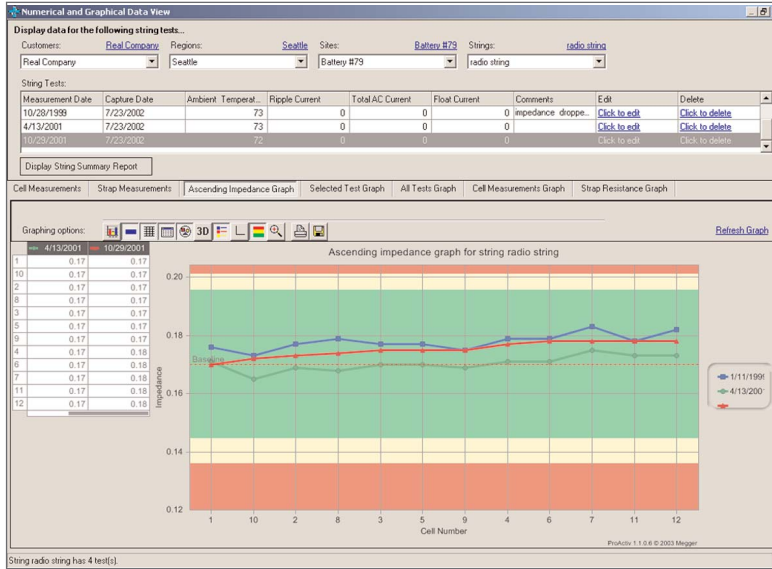 Numerical and Graphical Data View
Display data for the following string tests...
Customers: Real Company Regions: Seattle Sites: Battery #79 Strings: radio string
Real Company Seattle Battery #79 radio string
String Tests:
Measurement Date Capture Date Ambient Temperat... Ripple Current Total AC Current Float Current Comments Edit Delete
10/28/1999 7/23/2002 73 0 0 0 impedance droppe... Click to edit Click to delete
4/13/2001 7/23/2002 73 0 0 0 Click to edit Click to delete
10/29/2001 7/23/2002 72 0 0 0 Click to edit Click to delete
Display String Summary Report
Cell Measurements Strap Measurements Ascending Impedance Graph Selected Test Graph All Tests Graph Cell Measurements Graph Strap Resistance Graph
Graphing options: 3D Refresh Graph
4/13/2001 10/29/2001
1 0.17 0.17
10 0.17 0.17
2 0.17 0.17
8 0.17 0.17
3 0.17 0.17
5 0.17 0.17
9 0.17 0.17
4 0.17 0.18
6 0.17 0.18
7 0.17 0.18
11 0.17 0.18
12 0.17 0.18
Ascending impedance graph for string radio string
0.20
0.18
0.16
0.14
0.12
Impedance
Baseline
1 10 2 8 3 5 9 4 6 7 11 12
Cell Number
1/11/1999
4/13/200
ProActiv 1.1.0.6 © 2003 Megger
String radio string has 4 test(s).